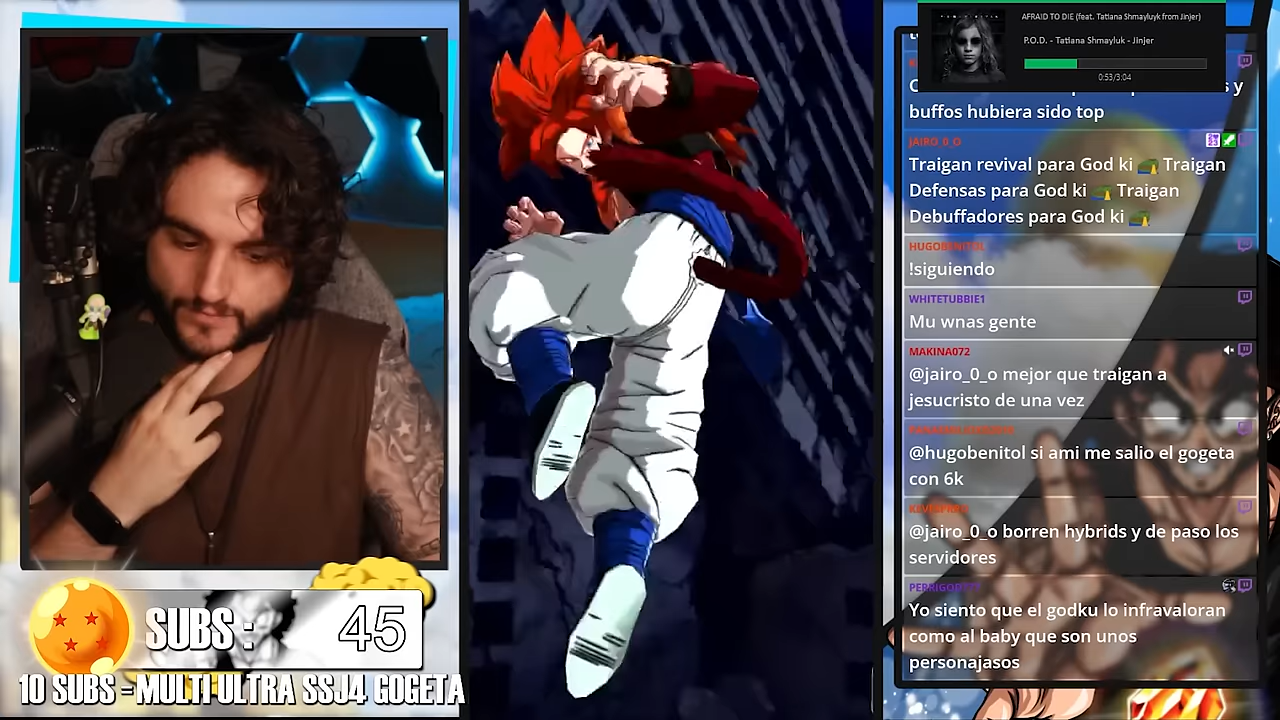 AFRAID TO DIE (feat. Tatiana Shmayluyk from Jinjer)
P.O.D. - Tatiana Shmayluk - Jinjer
0:53/3:04
y
buffos hubiera sido top
JAIRO_0_O
Traigan revival para God ki Traigan
Defensas para God ki Traigan
Debuffadores para God ki
HUGOBENITOL
!siguiendo
WHITETUBBIE1
Mu wnas gente
MAKINA072
@jairo_0_o mejor que traigan a
jesucristo de una vez
@hugobenitol si ami me salio el gogeta
con 6k
@jairo_0_o borren hybrids y de paso los
servidores
Yo siento que el godku lo infravaloran
como al baby que son unos
personajasos
SUBS : 45
10 SUBS = MULTI ULTRA SSJ4 GOGETA